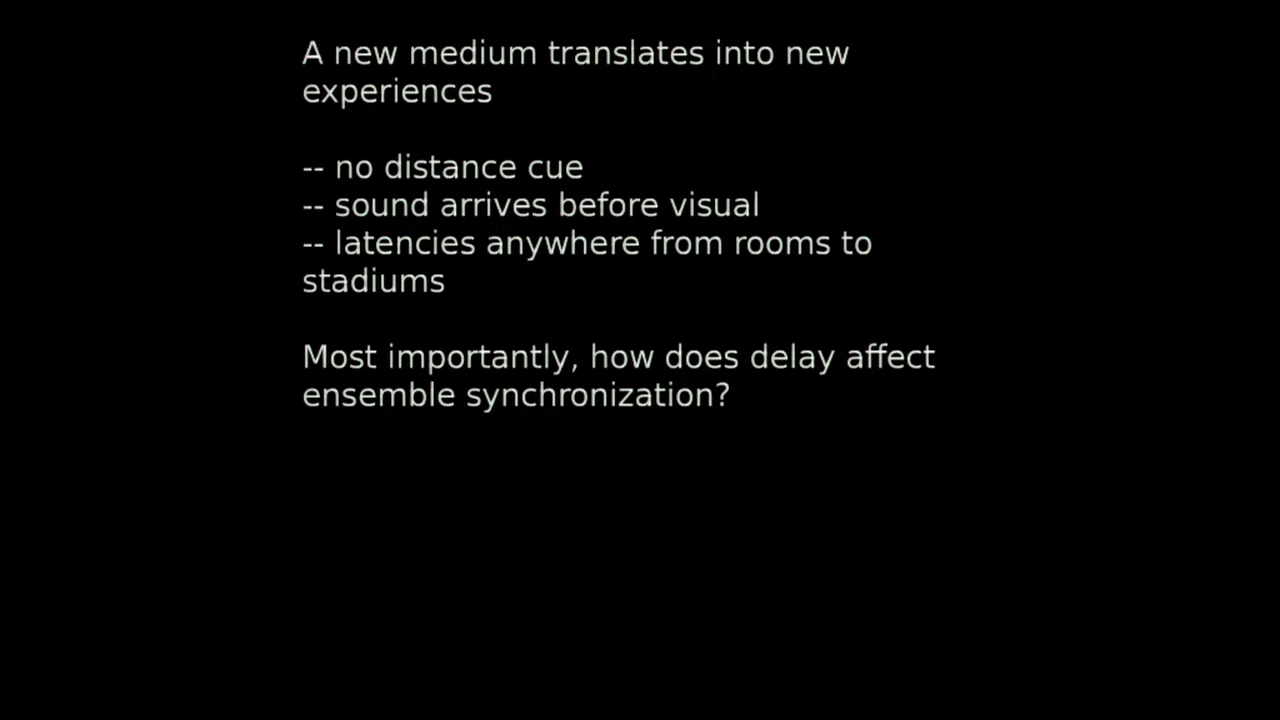 A new medium translates into new
experiences
-- no distance cue
-- sound arrives before visual
-- latencies anywhere from rooms to
stadiums
Most importantly, how does delay affect
ensemble synchronization?